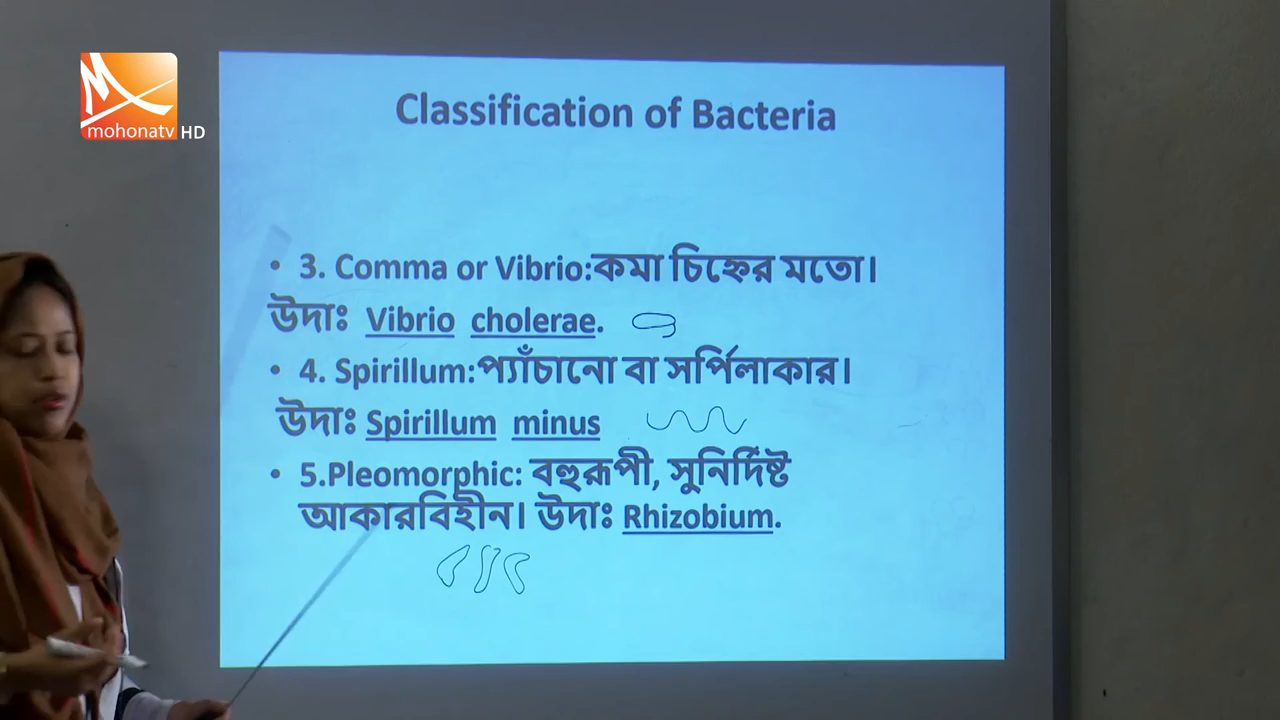 mohonatv HD
Classification of Bacteria
• 3. Comma or Vibrio:কমা চিহ্নের মতো।
উদাঃ Vibrio cholerae.
• 4. Spirillum:প্যাঁচানো বা সর্পিলাকার।
উদাঃ Spirillum minus
• 5.Pleomorphic: বহুরূপী, সুনির্দিষ্ট
আকারবিহীন। উদাঃ Rhizobium.